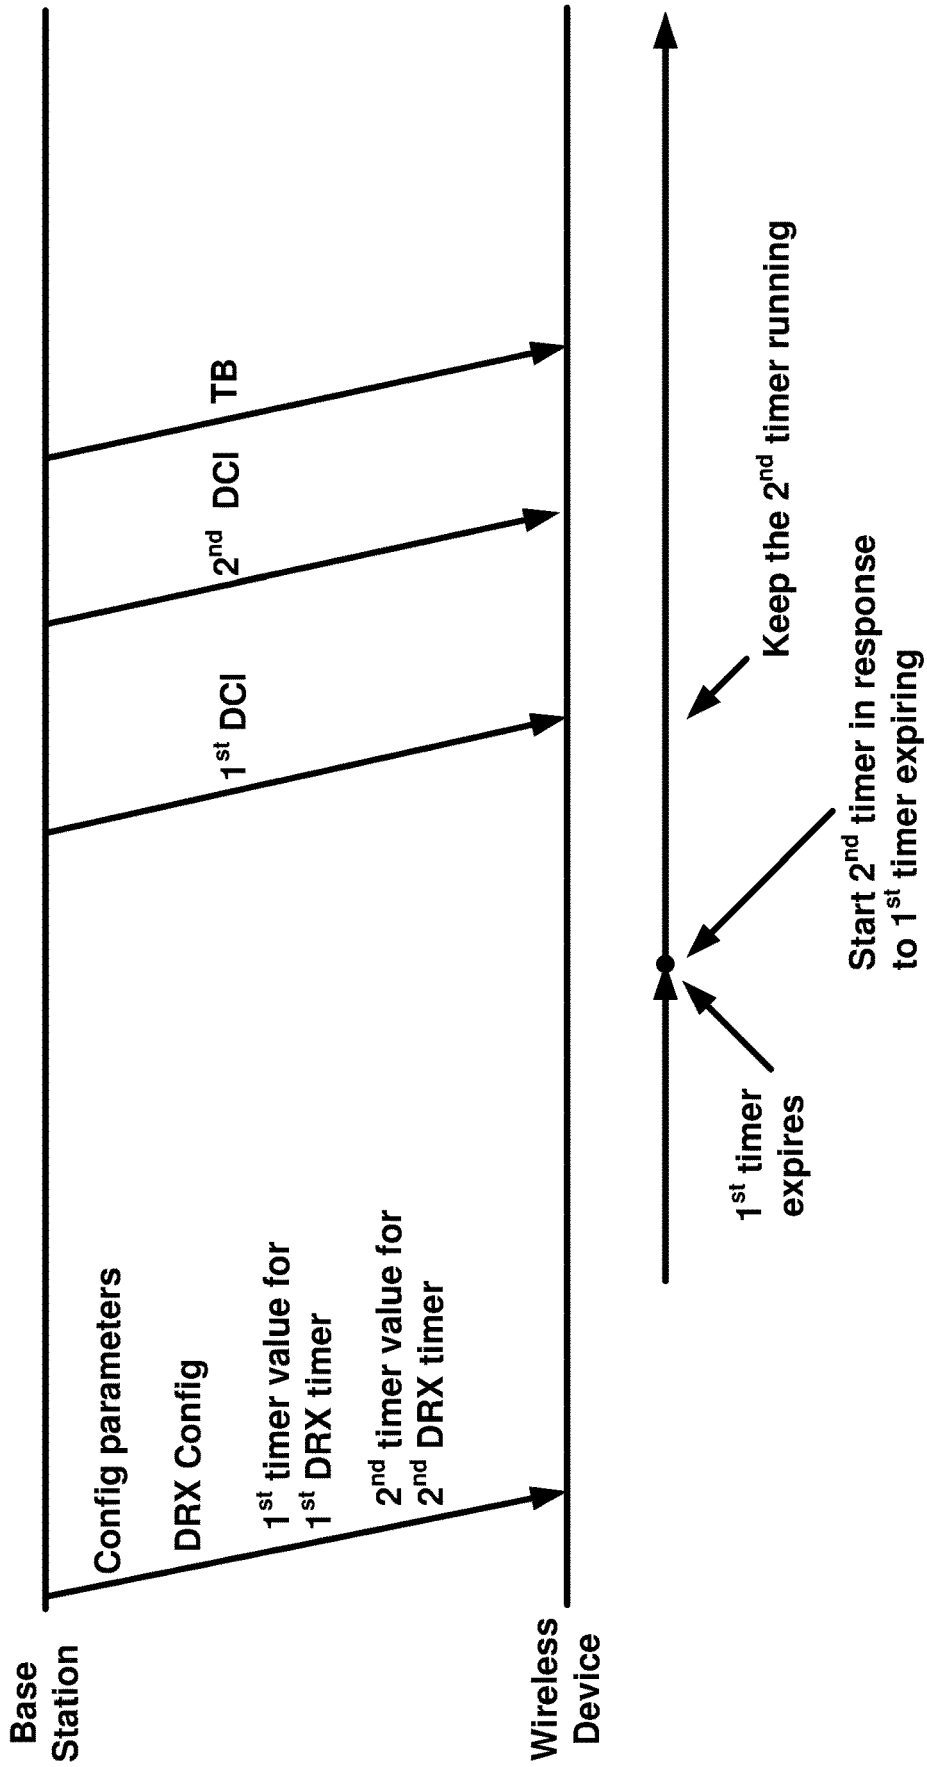 Base
Station
Config parameters
DRX Config
1st timer value for
1st DRX timer
2nd timer value for
2nd DRX timer
1st DCI
2nd DCI
TB
Wireless
Device
1st timer
expires
Start 2nd timer in response
to 1st timer expiring
Keep the 2nd timer running